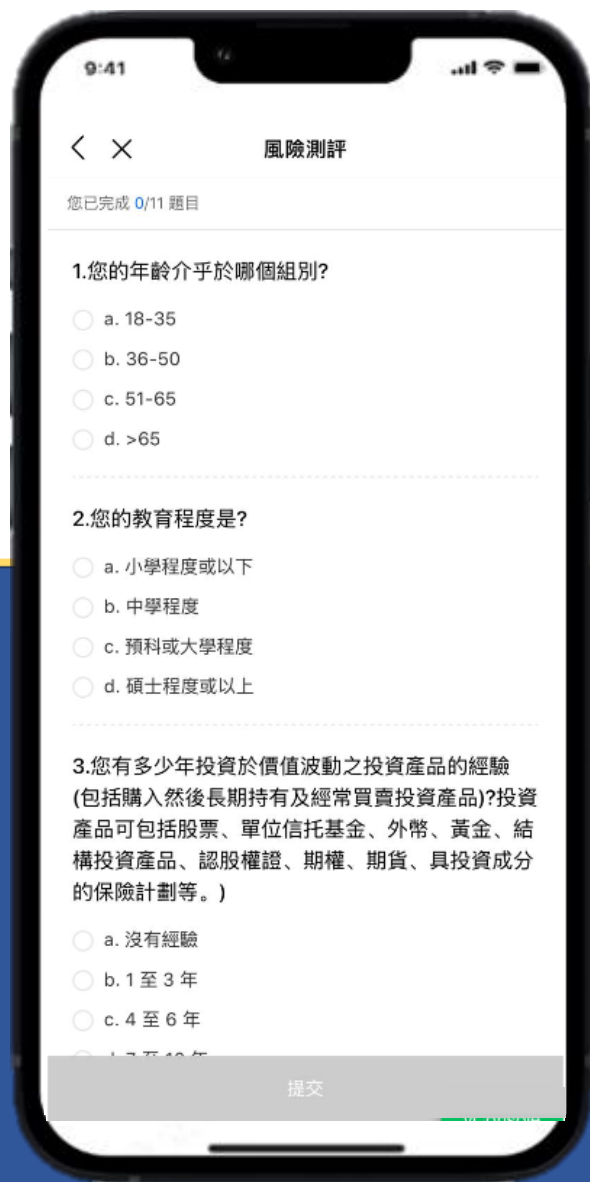 9:41
風險測評
您已完成 0/11 題目
1.您的年齡介乎於哪個組別?
a. 18-35
b. 36-50
c. 51-65
d. >65
2.您的教育程度是?
a. 小學程度或以下
b. 中學程度
c. 預科或大學程度
d. 碩士程度或以上
3.您有多少年投資於價值波動之投資產品的經驗
(包括購入然後長期持有及經常買賣投資產品)?投資
產品可包括股票、單位信托基金、外幣、黃金、結
構投資產品、認股權證、期權、期貨、具投資成分
的保險計劃等。)
a. 沒有經驗
b. 1 至 3 年
c. 4 至 6 年
提交